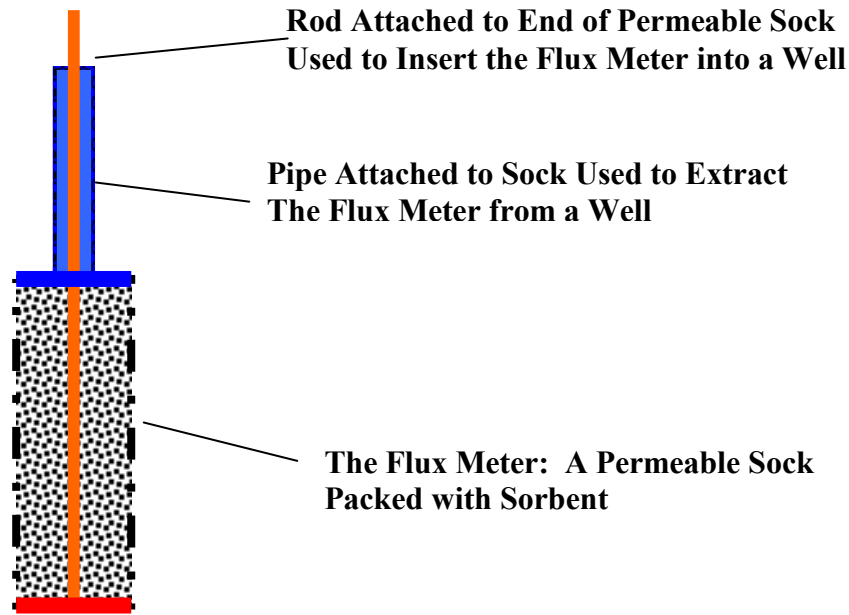 Rod Attached to End of Permeable Sock
Used to Insert the Flux Meter into a Well
Pipe Attached to Sock Used to Extract
The Flux Meter from a Well
The Flux Meter:  A Permeable Sock
Packed with Sorbent